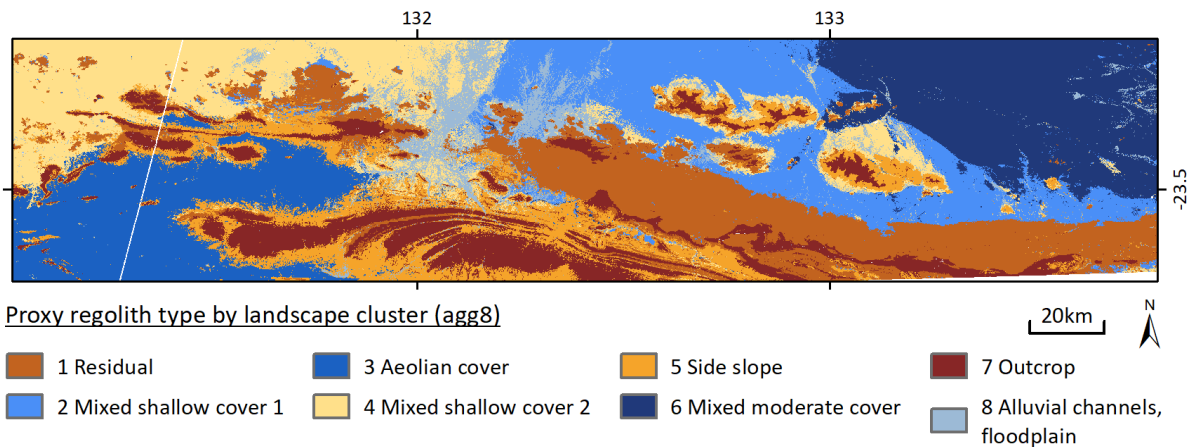 132 133
-23.5
Proxy regolith type by landscape cluster (agg8)
20km
N
1 Residual 3 Aeolian cover 5 Side slope 7 Outcrop
2 Mixed shallow cover 1 4 Mixed shallow cover 2 6 Mixed moderate cover 8 Alluvial channels,
floodplain